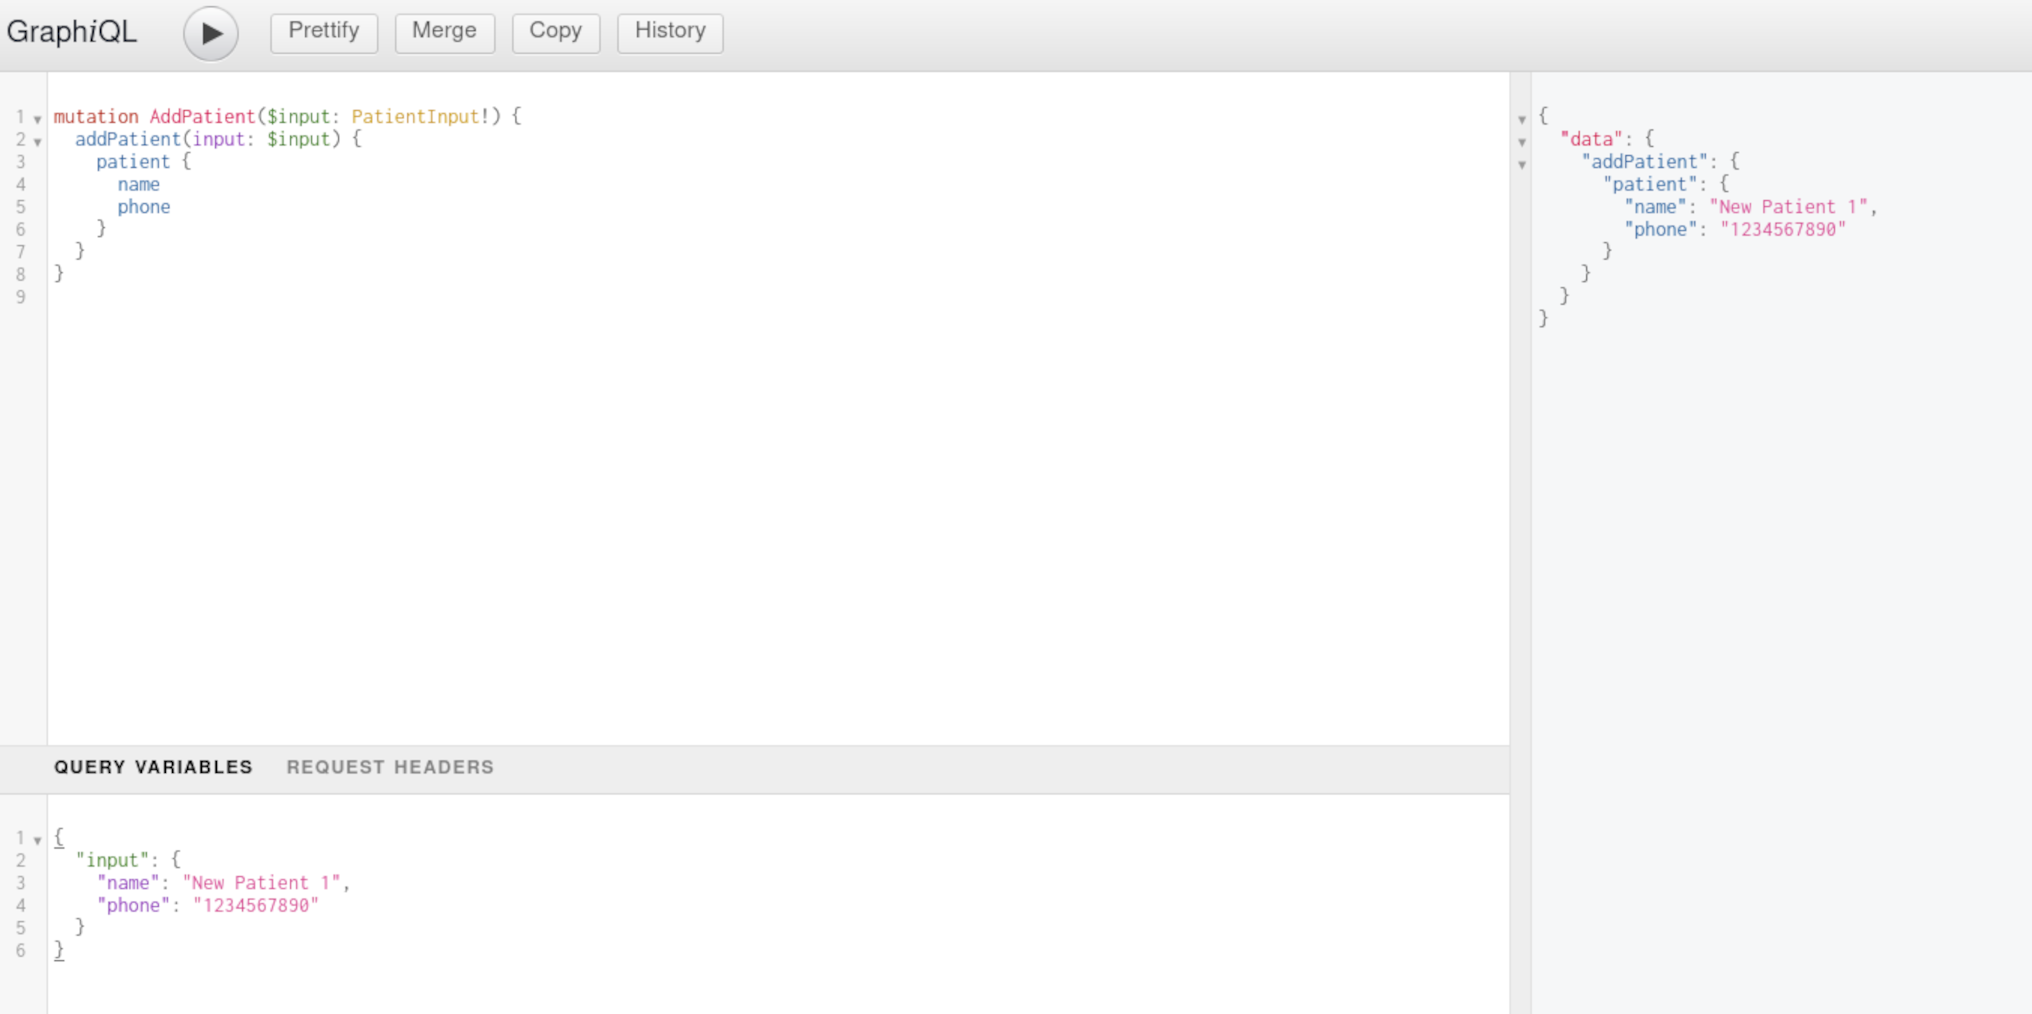 GraphiQL Prettify Merge Copy History
1 mutation AddPatient($input: PatientInput!) {
2   addPatient(input: $input) {
3     patient {
4       name
5       phone
6     }
7   }
8 }
9
QUERY VARIABLES REQUEST HEADERS
1 {
2   "input": {
3     "name": "New Patient 1",
4     "phone": "1234567890"
5   }
6 }
{
  "data": {
    "addPatient": {
      "patient": {
        "name": "New Patient 1",
        "phone": "1234567890"
      }
    }
  }
}